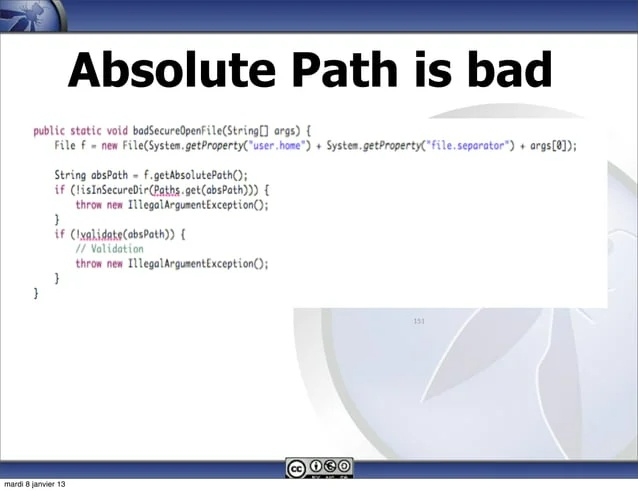 Absolute Path is bad
public static void badSecureOpenFile(String[] args) {
File f = new File(System.getProperty("user.home") + System.getProperty("file.separator") + args[0]);
String absPath = f.getAbsolutePath();
if (!isInSecureDir(Paths.get(absPath))) {
throw new IllegalArgumentException();
}
if (!validate(absPath)) {
// Validation
throw new IllegalArgumentException();
}
}
151
mardi 8 janvier 13